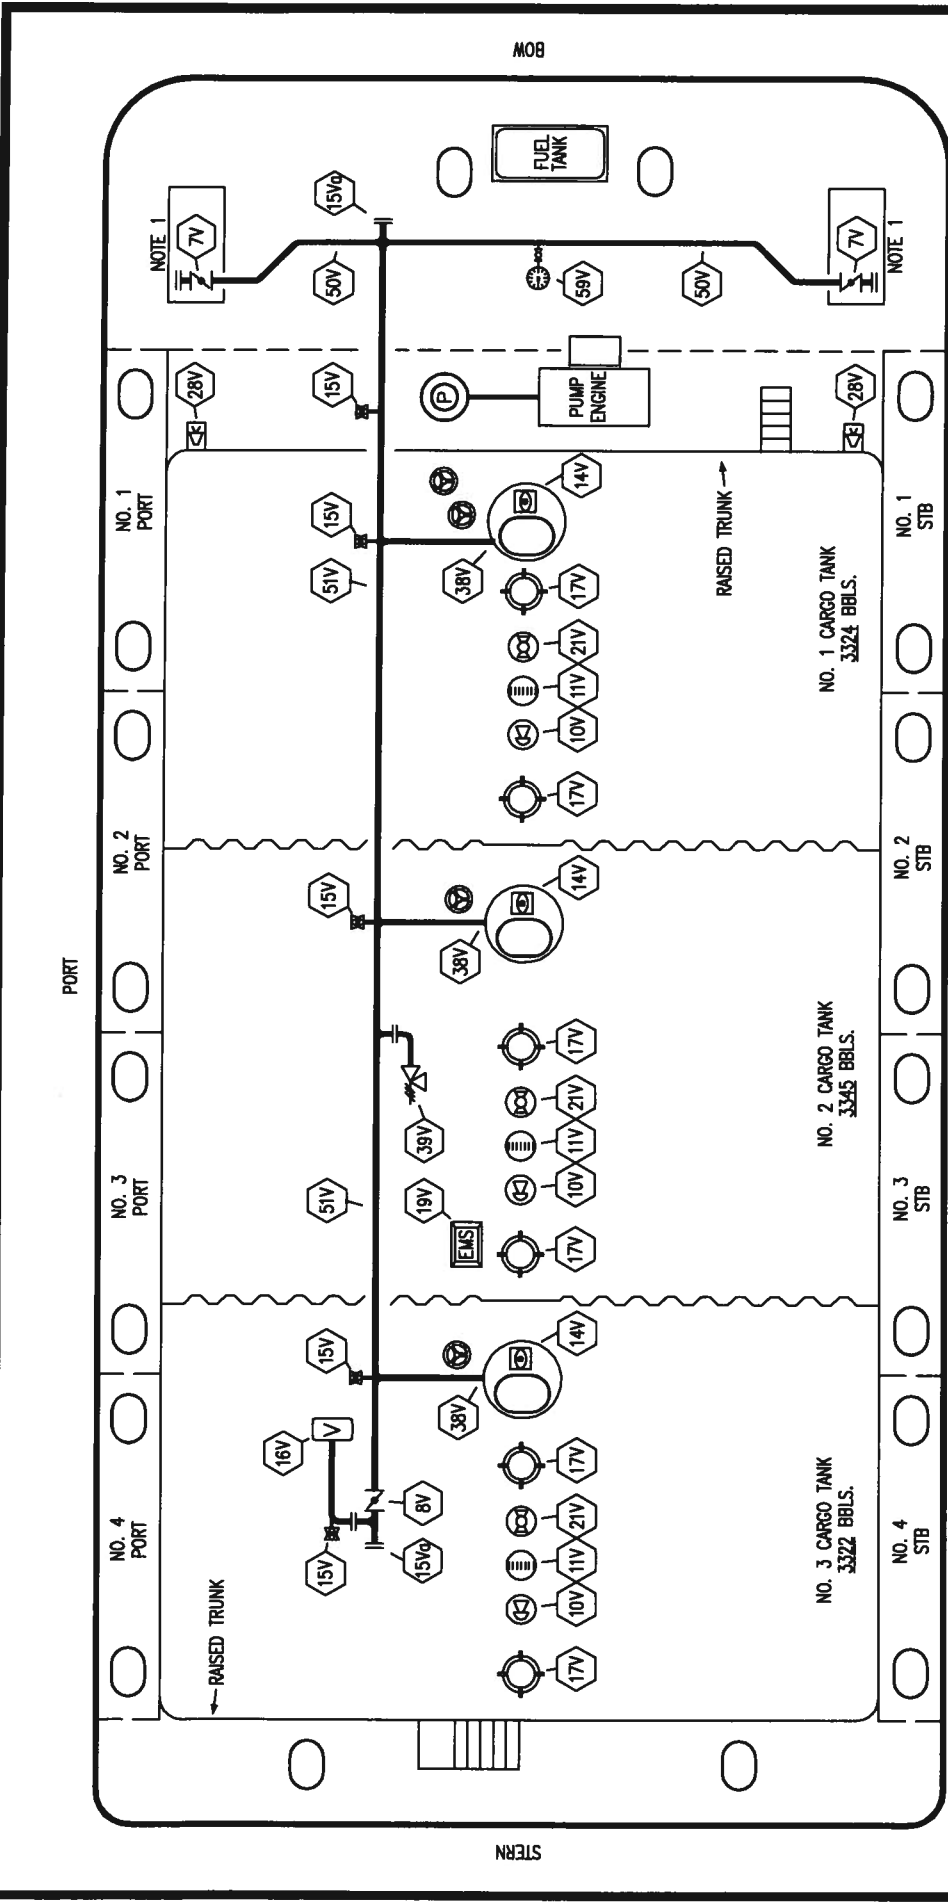 BOW
FUEL
TANK
NOTE 1
7V
15Va
50V
59V
50V
7V
NOTE 1
28V
15V
P
PUMP
ENGINE
28V
NO. 1
PORT
15V
14V
RAISED TRUNK
NO. 1
STB
51V
38V
17V
21V
11V
10V
17V
NO. 1 CARGO TANK
3324 BBLS.
NO. 2
PORT
15V
14V
38V
NO. 2
STB
PORT
17V
21V
11V
10V
17V
39V
19V
EMS
51V
NO. 2 CARGO TANK
3345 BBLS.
NO. 3
PORT
NO. 3
STB
15V
14V
38V
16V
V
8V
15V
15Va
17V
21V
11V
10V
17V
NO. 3 CARGO TANK
3322 BBLS.
NO. 4
PORT
NO. 4
STB
RAISED TRUNK
STERN